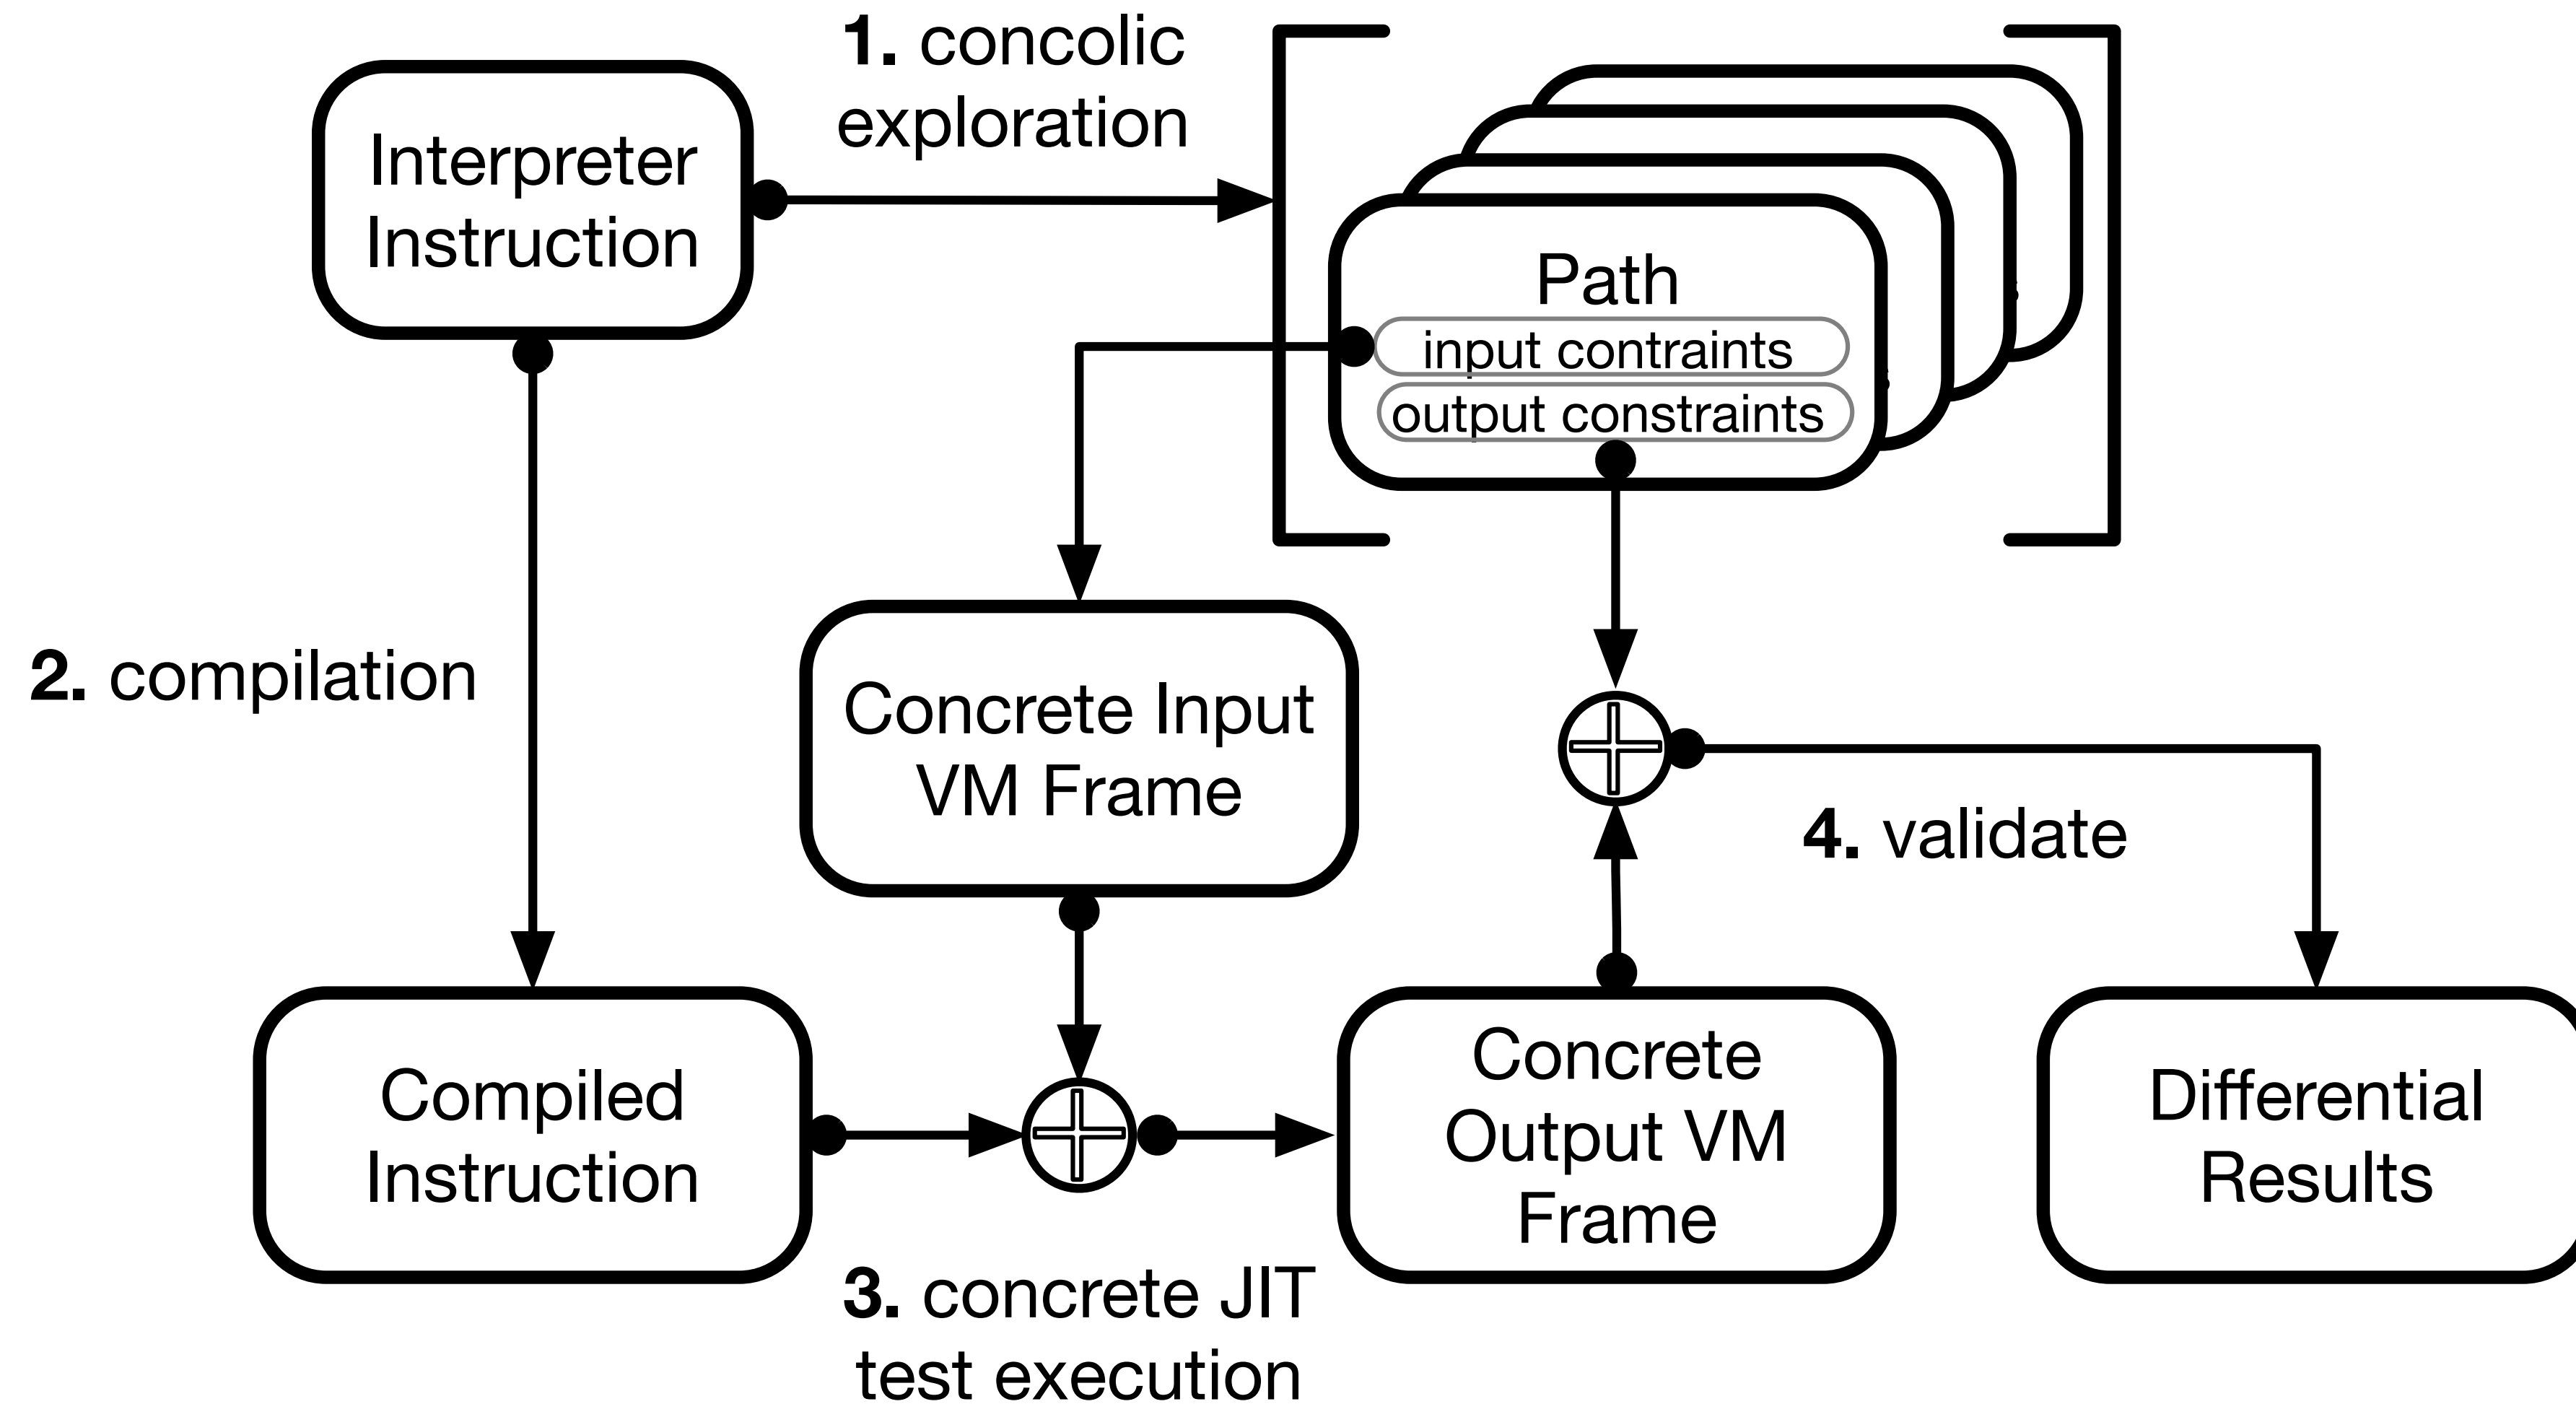 1. concolic
exploration
Interpreter
Instruction
Path
input contraints
output constraints
2. compilation
Concrete Input
VM Frame
4. validate
Compiled
Instruction
Concrete
Output VM
Frame
Differential
Results
3. concrete JIT
test execution